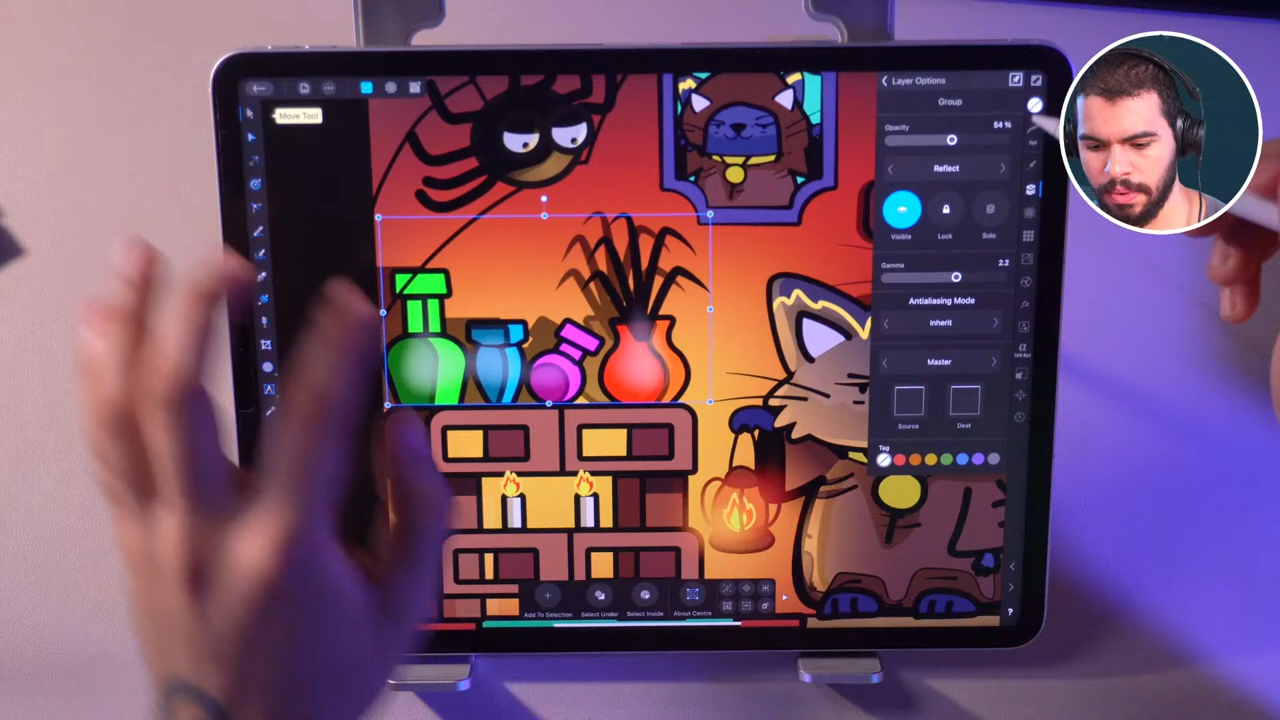 Move Tool
Layer Options
Group
Opacity
54 %
Reflect
Visible
Lock
Solo
Gamma
2.2
Antialiasing Mode
Inherit
Master
Source
Dest
Tag
Add To Selection
Select Under
Select Inside
About Centre
?